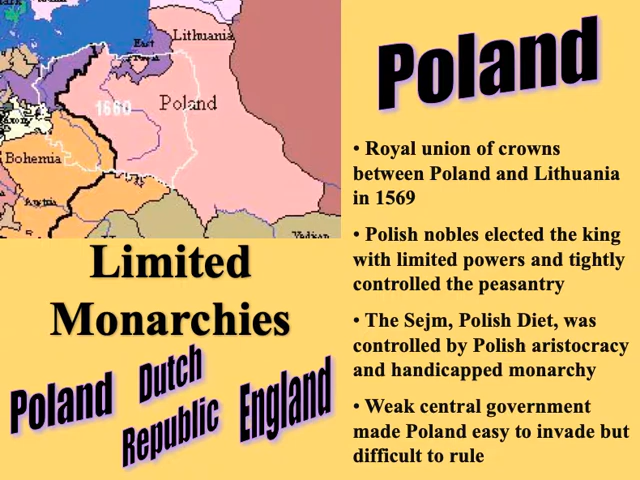 Lithuania
East
Poland
1660
Bohemia
Austria
Limited
Monarchies
Poland
Dutch
Republic
England
Poland
• Royal union of crowns
between Poland and Lithuania
in 1569
• Polish nobles elected the king
with limited powers and tightly
controlled the peasantry
• The Sejm, Polish Diet, was
controlled by Polish aristocracy
and handicapped monarchy
• Weak central government
made Poland easy to invade but
difficult to rule